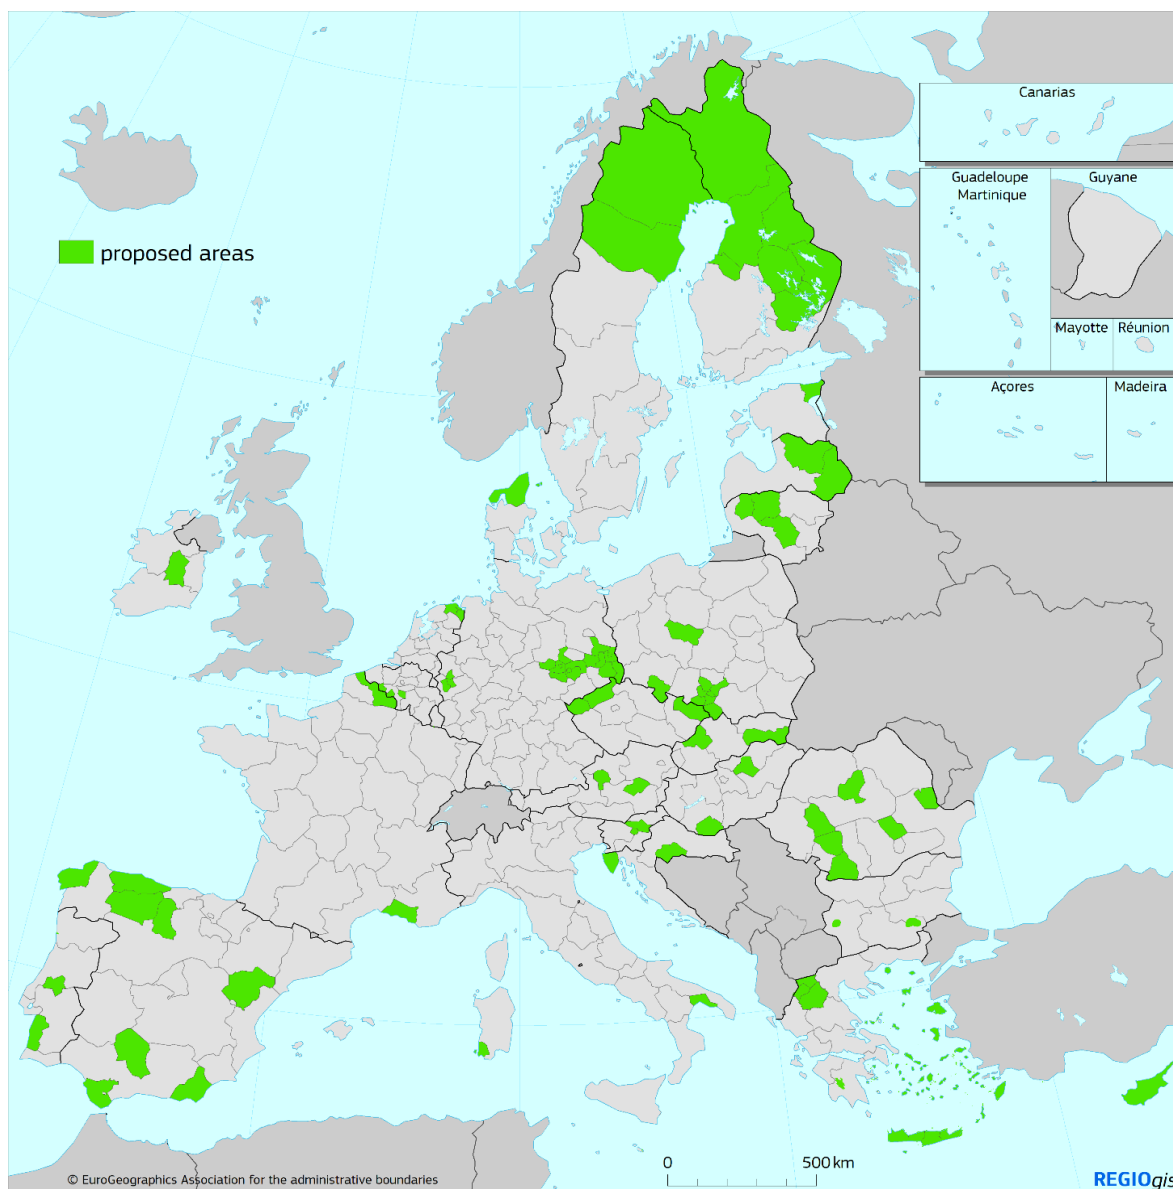 Canarias
Guadeloupe
Martinique
Guyane
Mayotte
Réunion
Açores
Madeira
proposed areas
0
500 km
© EuroGeographics Association for the administrative boundaries
REGIOgis